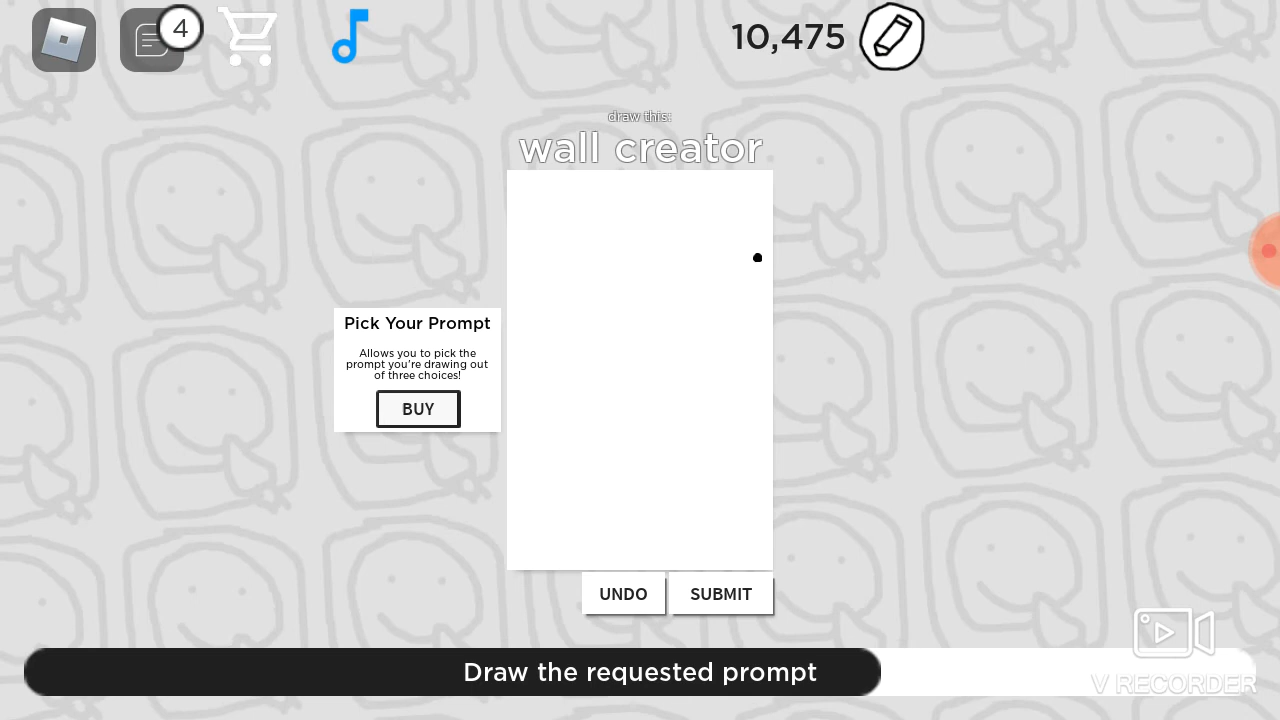 4
10,475
draw this:
wall creator
Pick Your Prompt
Allows you to pick the
prompt you're drawing out
of three choices!
BUY
UNDO
SUBMIT
Draw the requested prompt
V RECORDER